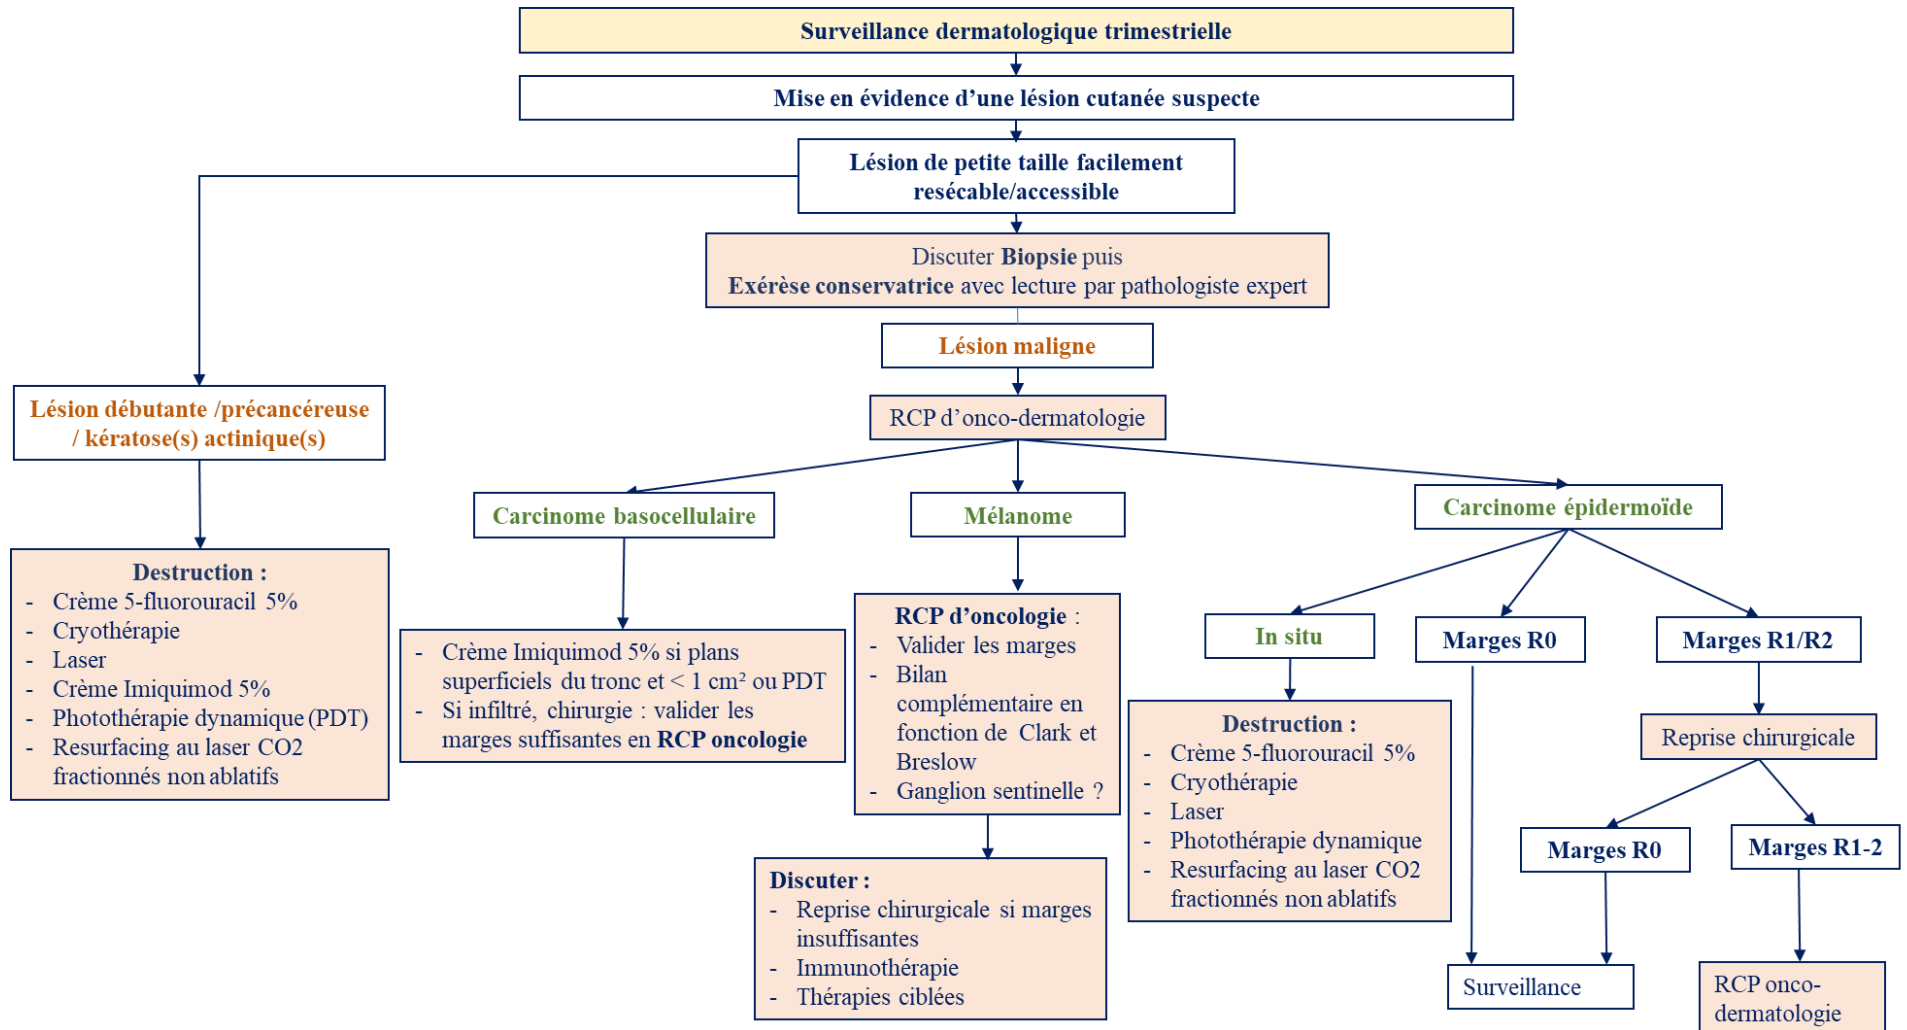 Surveillance dermatologique trimestrielle
Mise en évidence d’une lésion cutanée suspecte
Lésion de petite taille facilement
resécable/accessible
Discuter Biopsie puis
Exérèse conservatrice avec lecture par pathologiste expert
Lésion maligne
RCP d’onco-dermatologie
Lésion débutante /précancéreuse
/ kératose(s) actinique(s)
Destruction :
- Crème 5-fluorouracil 5%
- Cryothérapie
- Laser
- Crème Imiquimod 5%
- Photothérapie dynamique (PDT)
- Resurfacing au laser CO2
fractionnés non ablatifs
Carcinome basocellulaire
- Crème Imiquimod 5% si plans
superficiels du tronc et < 1 cm² ou PDT
- Si infiltré, chirurgie : valider les
marges suffisantes en RCP oncologie
Mélanome
RCP d’oncologie :
- Valider les marges
- Bilan
complémentaire en
fonction de Clark et
Breslow
- Ganglion sentinelle ?
Discuter :
- Reprise chirurgicale si marges
insuffisantes
- Immunothérapie
- Thérapies ciblées
Carcinome épidermoïde
In situ
Destruction :
- Crème 5-fluorouracil 5%
- Cryothérapie
- Laser
- Photothérapie dynamique
- Resurfacing au laser CO2
fractionnés non ablatifs
Marges R0
Marges R1/R2
Reprise chirurgicale
Marges R0
Marges R1-2
Surveillance
RCP onco-
dermatologie